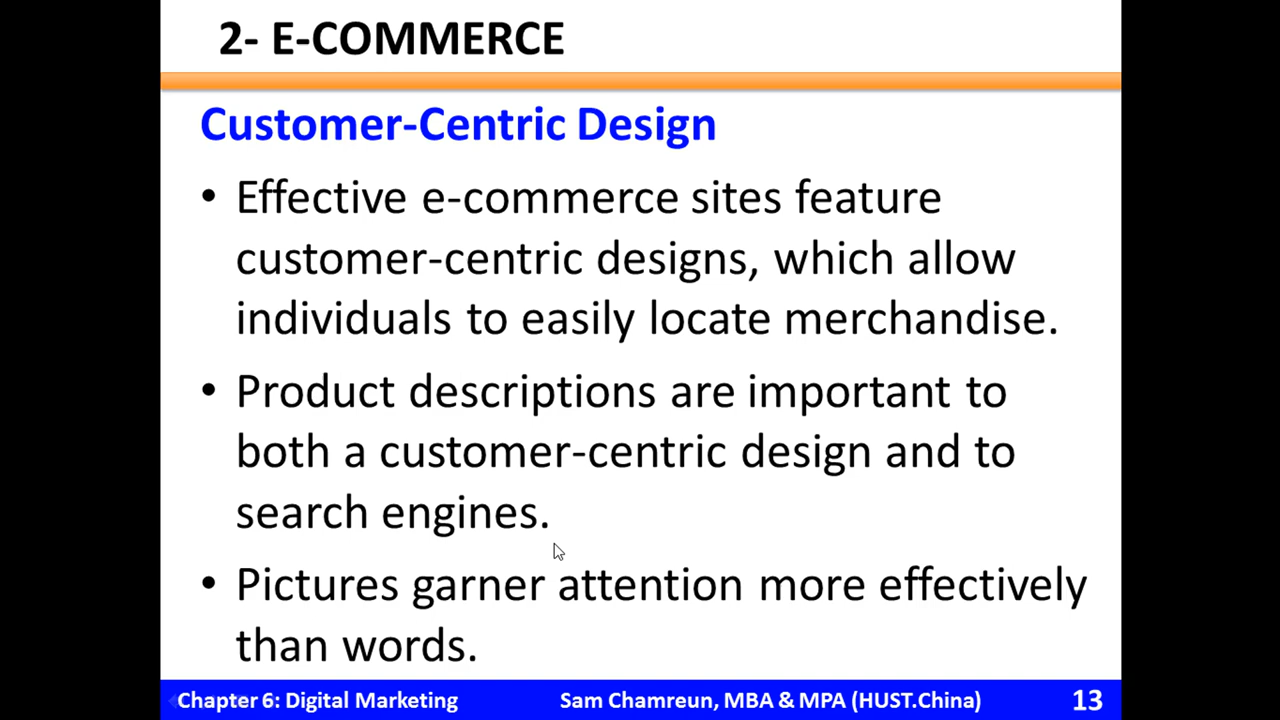 2- E-COMMERCE
Customer-Centric Design
• Effective e-commerce sites feature
customer-centric designs, which allow
individuals to easily locate merchandise.
• Product descriptions are important to
both a customer-centric design and to
search engines.
• Pictures garner attention more effectively
than words.
Chapter 6: Digital Marketing Sam Chamreun, MBA & MPA (HUST.China) 13